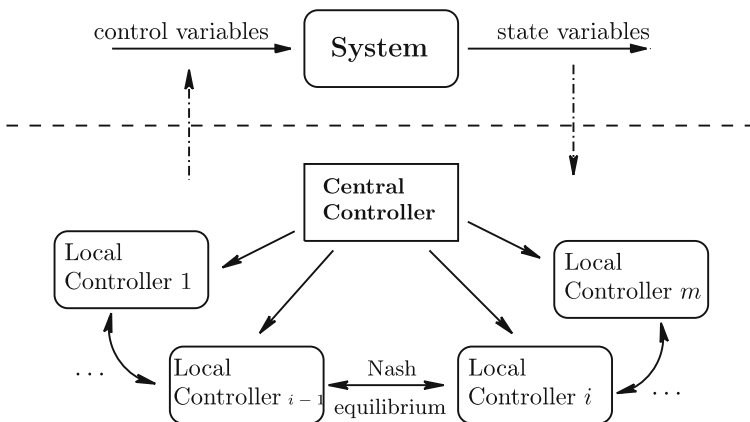 control variables
System
state variables
Central
Controller
Local
Controller 1
Local
Controller m
Local
Controller i − 1
Nash
equilibrium
Local
Controller i
...
...